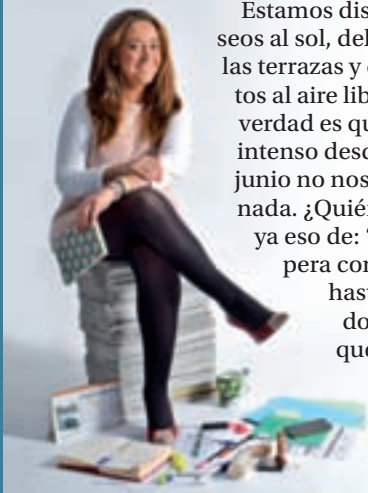 Estamos dis
seos al sol, del
las terrazas y
tos al aire lib
verdad es qu
intenso desd
junio no nos
nada. ¿Quién
ya eso de:
pera con
hast
do
que